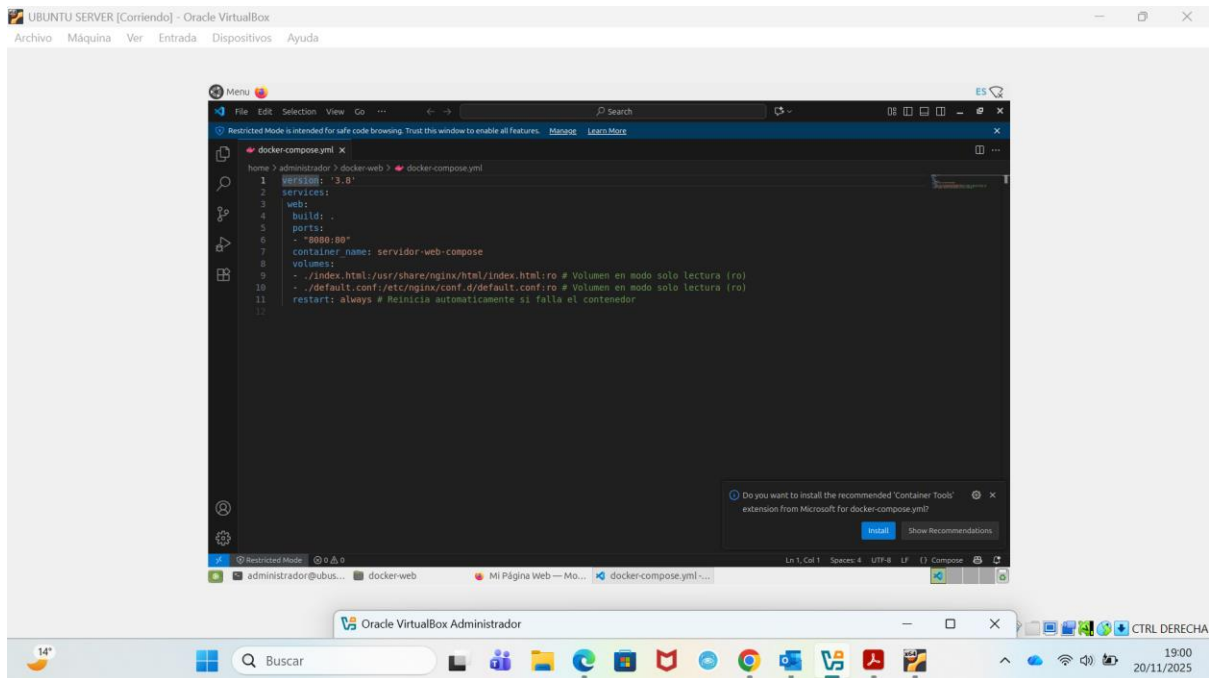 UBUNTU SERVER [Corriendo] - Oracle VirtualBox
Archivo Máquina Ver Entrada Dispositivos Ayuda
Menu ES
File Edit Selection View Go ··· Search
Restricted Mode is intended for safe code browsing. Trust this window to enable all features. Manage Learn More
docker-compose.yml
home > administrador > docker-web > docker-compose.yml
1 version: '3.8'
2 services:
3 web:
4 build: .
5 ports:
6 - "8080:80"
7 container_name: servidor-web-compose
8 volumes:
9 - ./index.html:/usr/share/nginx/html/index.html:ro # Volumen en modo solo lectura (ro)
10 - ./default.conf:/etc/nginx/conf.d/default.conf:ro # Volumen en modo solo lectura (ro)
11 restart: always # Reinicia automaticamente si falla el contenedor
12
Do you want to install the recommended 'Container Tools'
extension from Microsoft for docker-compose.yml?
Install Show Recommendations
Restricted Mode 0 0 Ln 1, Col 1 Spaces: 4 UTF-8 LF {} Compose
administrador@ubus... docker-web Mi Página Web — Mo... docker-compose.yml -...
Oracle VirtualBox Administrador
CTRL DERECHA
14° Buscar 19:00
20/11/2025